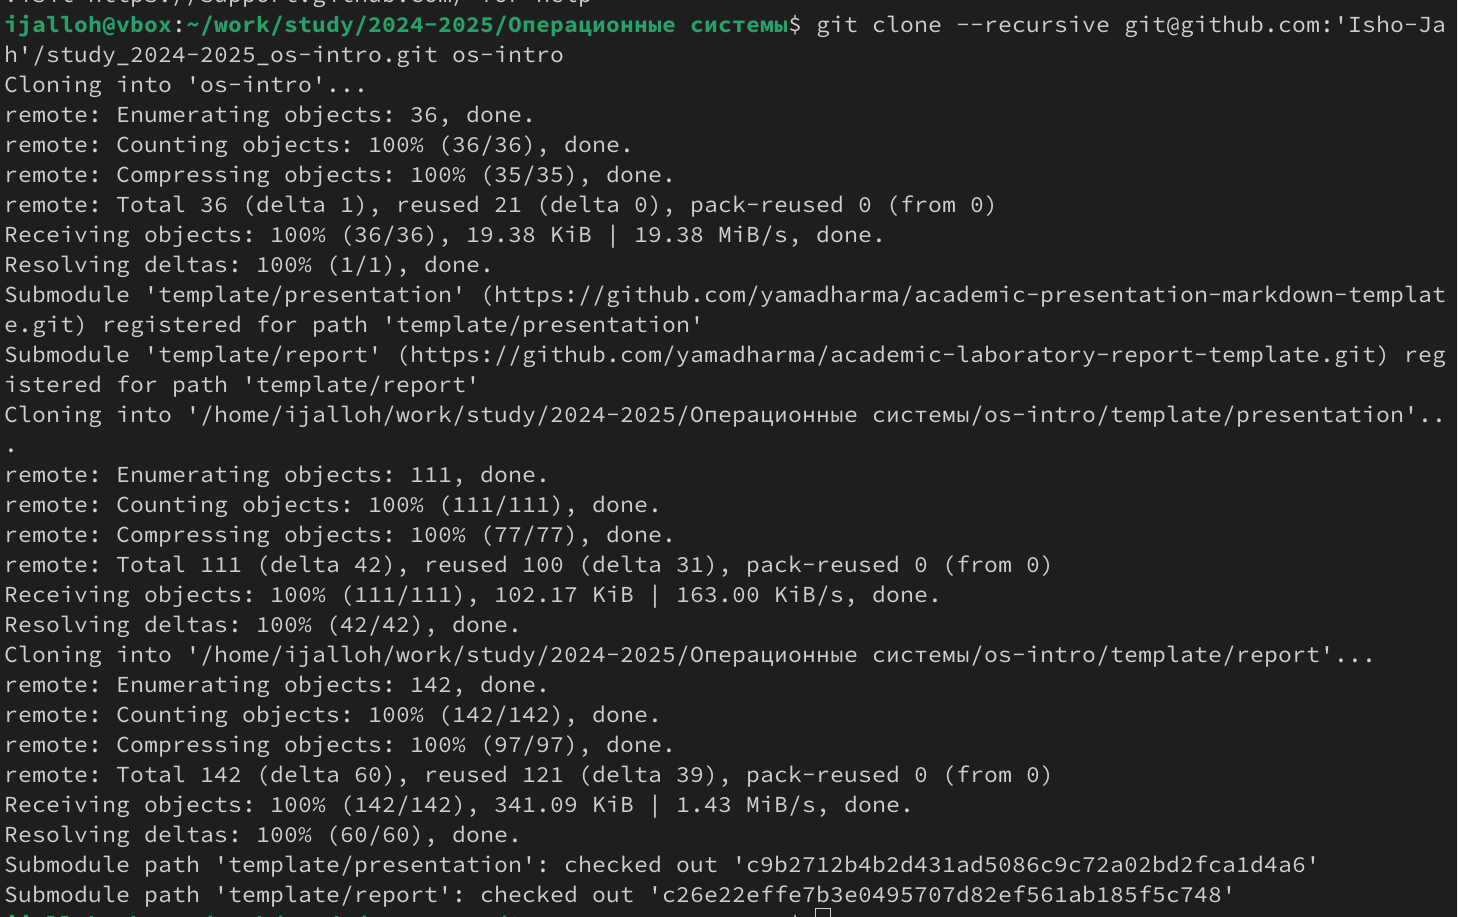 ijalloh@vbox:~/work/study/2024-2025/Операционные системы$ git clone --recursive git@github.com:'Isho-Ja
h'/study_2024-2025_os-intro.git os-intro
Cloning into 'os-intro'...
remote: Enumerating objects: 36, done.
remote: Counting objects: 100% (36/36), done.
remote: Compressing objects: 100% (35/35), done.
remote: Total 36 (delta 1), reused 21 (delta 0), pack-reused 0 (from 0)
Receiving objects: 100% (36/36), 19.38 KiB | 19.38 MiB/s, done.
Resolving deltas: 100% (1/1), done.
Submodule 'template/presentation' (https://github.com/yamadharma/academic-presentation-markdown-templat
e.git) registered for path 'template/presentation'
Submodule 'template/report' (https://github.com/yamadharma/academic-laboratory-report-template.git) reg
istered for path 'template/report'
Cloning into '/home/ijalloh/work/study/2024-2025/Операционные системы/os-intro/template/presentation'..
.
remote: Enumerating objects: 111, done.
remote: Counting objects: 100% (111/111), done.
remote: Compressing objects: 100% (77/77), done.
remote: Total 111 (delta 42), reused 100 (delta 31), pack-reused 0 (from 0)
Receiving objects: 100% (111/111), 102.17 KiB | 163.00 KiB/s, done.
Resolving deltas: 100% (42/42), done.
Cloning into '/home/ijalloh/work/study/2024-2025/Операционные системы/os-intro/template/report'...
remote: Enumerating objects: 142, done.
remote: Counting objects: 100% (142/142), done.
remote: Compressing objects: 100% (97/97), done.
remote: Total 142 (delta 60), reused 121 (delta 39), pack-reused 0 (from 0)
Receiving objects: 100% (142/142), 341.09 KiB | 1.43 MiB/s, done.
Resolving deltas: 100% (60/60), done.
Submodule path 'template/presentation': checked out 'c9b2712b4b2d431ad5086c9c72a02bd2fca1d4a6'
Submodule path 'template/report': checked out 'c26e22effe7b3e0495707d82ef561ab185f5c748'